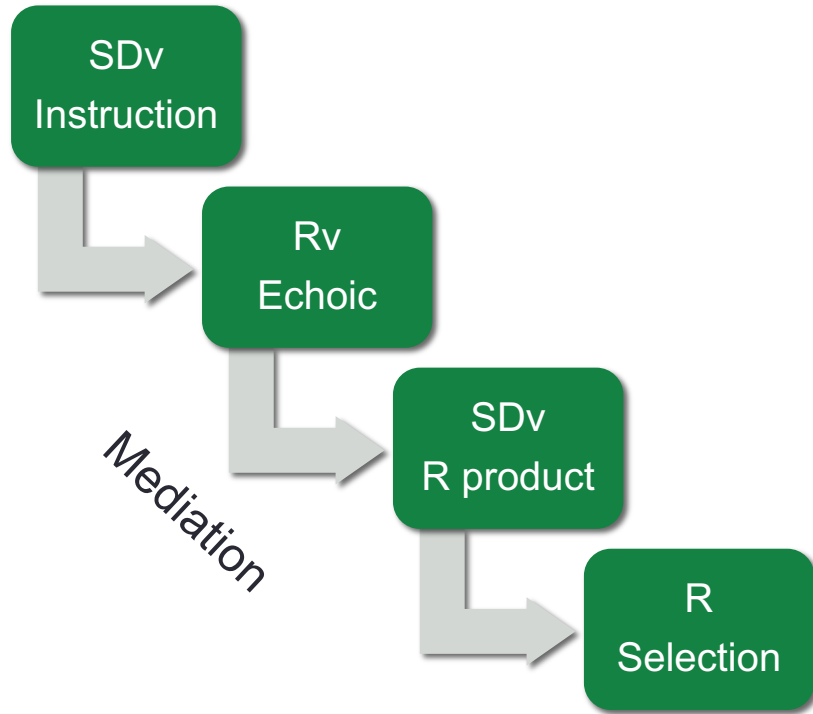 SDv
Instruction
Rv
Echoic
SDv
R product
Mediation
R
Selection